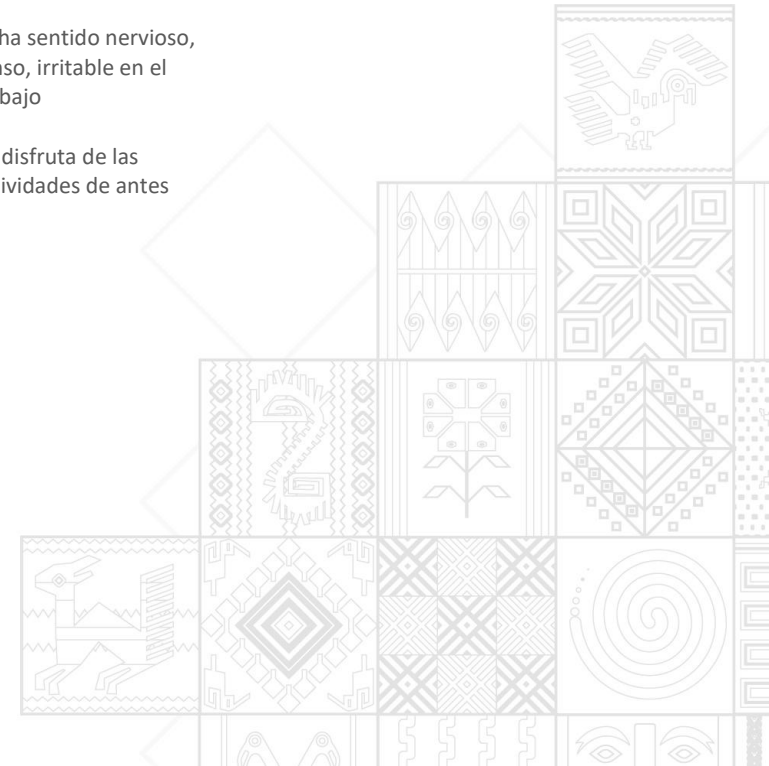 ha sentido nervioso,
so, irritable en el
bajo
disfruta de las
ividades de antes